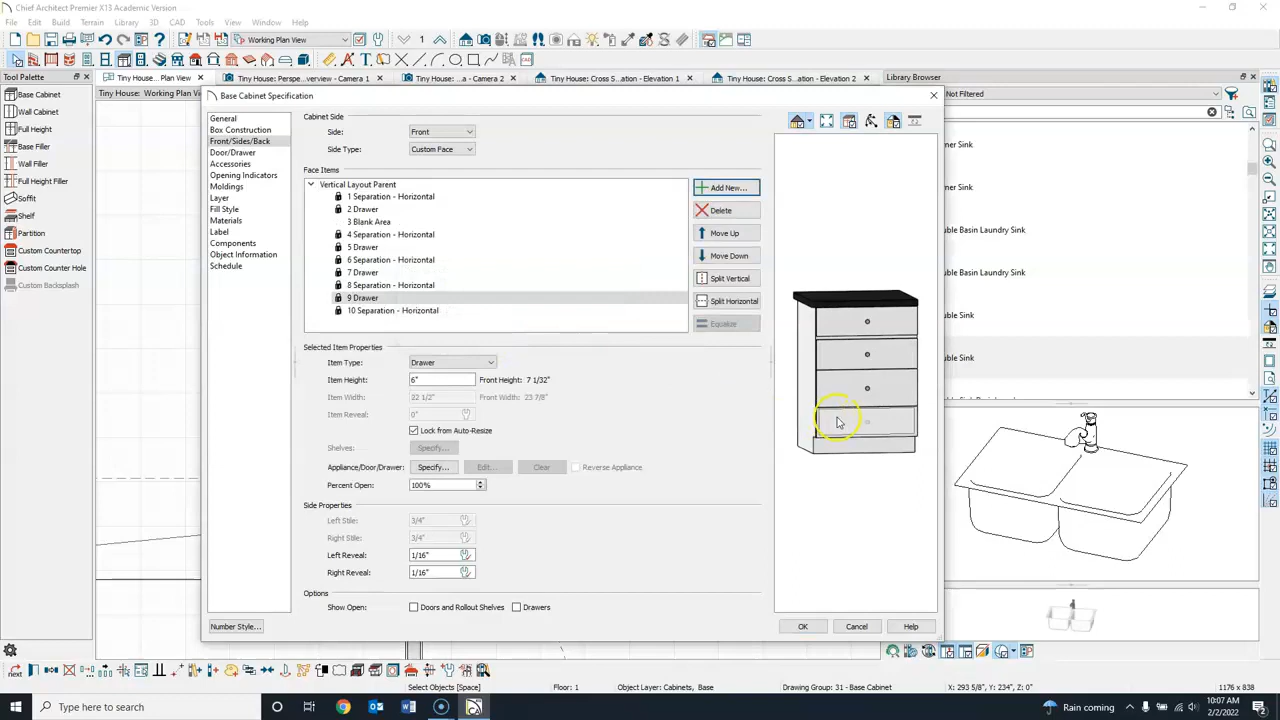 Chief Architect Premier X13 Academic Version
File Edit Build Terrain Library 3D CAD Tools View Window Help
Working Plan View
1
Tool Palette
Tiny House: ... Plan View
Tiny House: Perspe...verview - Camera 1
Tiny House: ...a - Camera 2
Tiny House: Cross S...ation - Elevation 1
Tiny House: Cross S...ation - Elevation 2
Library Browser
Tiny House: Working Plan View
Not Filtered
Base Cabinet
Wall Cabinet
Full Height
Base Filler
Wall Filler
Full Height Filler
Soffit
Shelf
Partition
Custom Countertop
Custom Counter Hole
Custom Backsplash
Base Cabinet Specification
General
Box Construction
Front/Sides/Back
Door/Drawer
Accessories
Opening Indicators
Moldings
Layer
Fill Style
Materials
Label
Components
Object Information
Schedule
Cabinet Side
Side: Front
Side Type: Custom Face
Face Items
Vertical Layout Parent
1 Separation - Horizontal
2 Drawer
3 Blank Area
4 Separation - Horizontal
5 Drawer
6 Separation - Horizontal
7 Drawer
8 Separation - Horizontal
9 Drawer
10 Separation - Horizontal
Add New...
Delete
Move Up
Move Down
Split Vertical
Split Horizontal
Equalize
Selected Item Properties
Item Type: Drawer
Item Height: 6" Front Height: 7 1/32"
Item Width: 22 1/2" Front Width: 23 7/8"
Item Reveal: 0"
Lock from Auto-Resize
Shelves: Specify...
Appliance/Door/Drawer: Specify... Edit... Clear Reverse Appliance
Percent Open: 100%
Side Properties
Left Stile: 3/4"
Right Stile: 3/4"
Left Reveal: 1/16"
Right Reveal: 1/16"
Options
Show Open: Doors and Rollout Shelves Drawers
Number Style... OK Cancel Help
rner Sink
rner Sink
uble Basin Laundry Sink
uble Basin Laundry Sink
uble Sink
uble Sink
next
Select Objects [Space] Floor: 1 Object Layer: Cabinets, Base Drawing Group: 31 - Base Cabinet X: 293 5/8", Y: 234", Z: 0" 1176 x 838
Type here to search
Rain coming
10:07 AM
2/2/2022